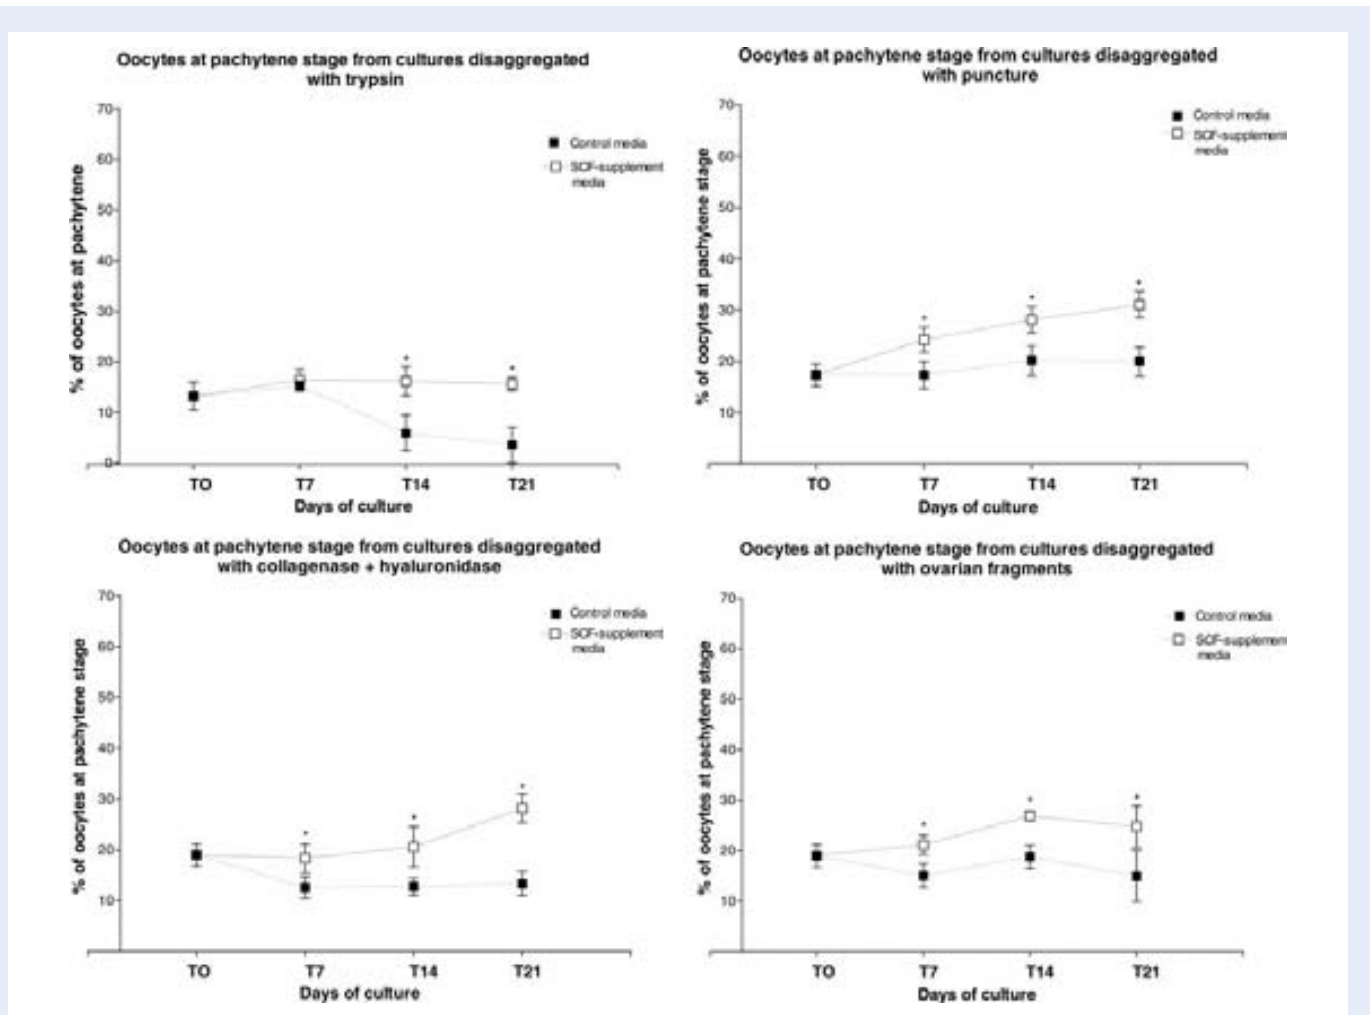 Oocytes at pachytene stage from cultures disaggregated
with trypsin
70
60
50
40
30
20
10
0
% of oocytes at pachytene
Control media
SCF-supplement
media
*
*
TO
T7
T14
T21
Days of culture
Oocytes at pachytene stage from cultures disaggregated
with puncture
70
60
50
40
30
20
10
% of oocytes at pachytene stage
Control media
SCF-supplement
media
*
*
*
TO
T7
T14
T21
Days of culture
Oocytes at pachytene stage from cultures disaggregated
with collagenase + hyaluronidase
70
60
50
40
30
20
10
% of oocytes at pachytene stage
Control media
SCF-supplement
media
*
*
*
TO
T7
T14
T21
Days of culture
Oocytes at pachytene stage from cultures disaggregated
with ovarian fragments
70
60
50
40
30
20
10
% of oocytes at pachytene stage
Control media
SCF-supplement
media
*
*
*
TO
T7
T14
T21
Days of culture